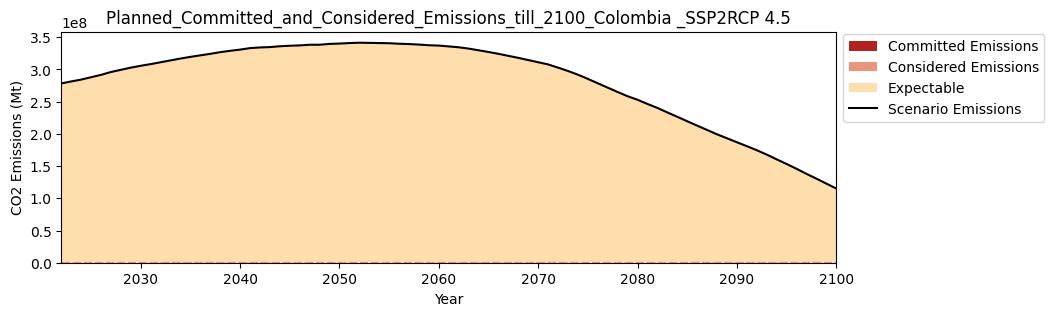 Planned_Committed_and_Considered_Emissions_till_2100_Colombia _SSP2RCP 4.5
1e8
3.5
3.0
2.5
2.0
1.5
1.0
0.5
0.0
CO2 Emissions (Mt)
2030
2040
2050
2060
2070
2080
2090
2100
Year
Committed Emissions
Considered Emissions
Expectable
Scenario Emissions